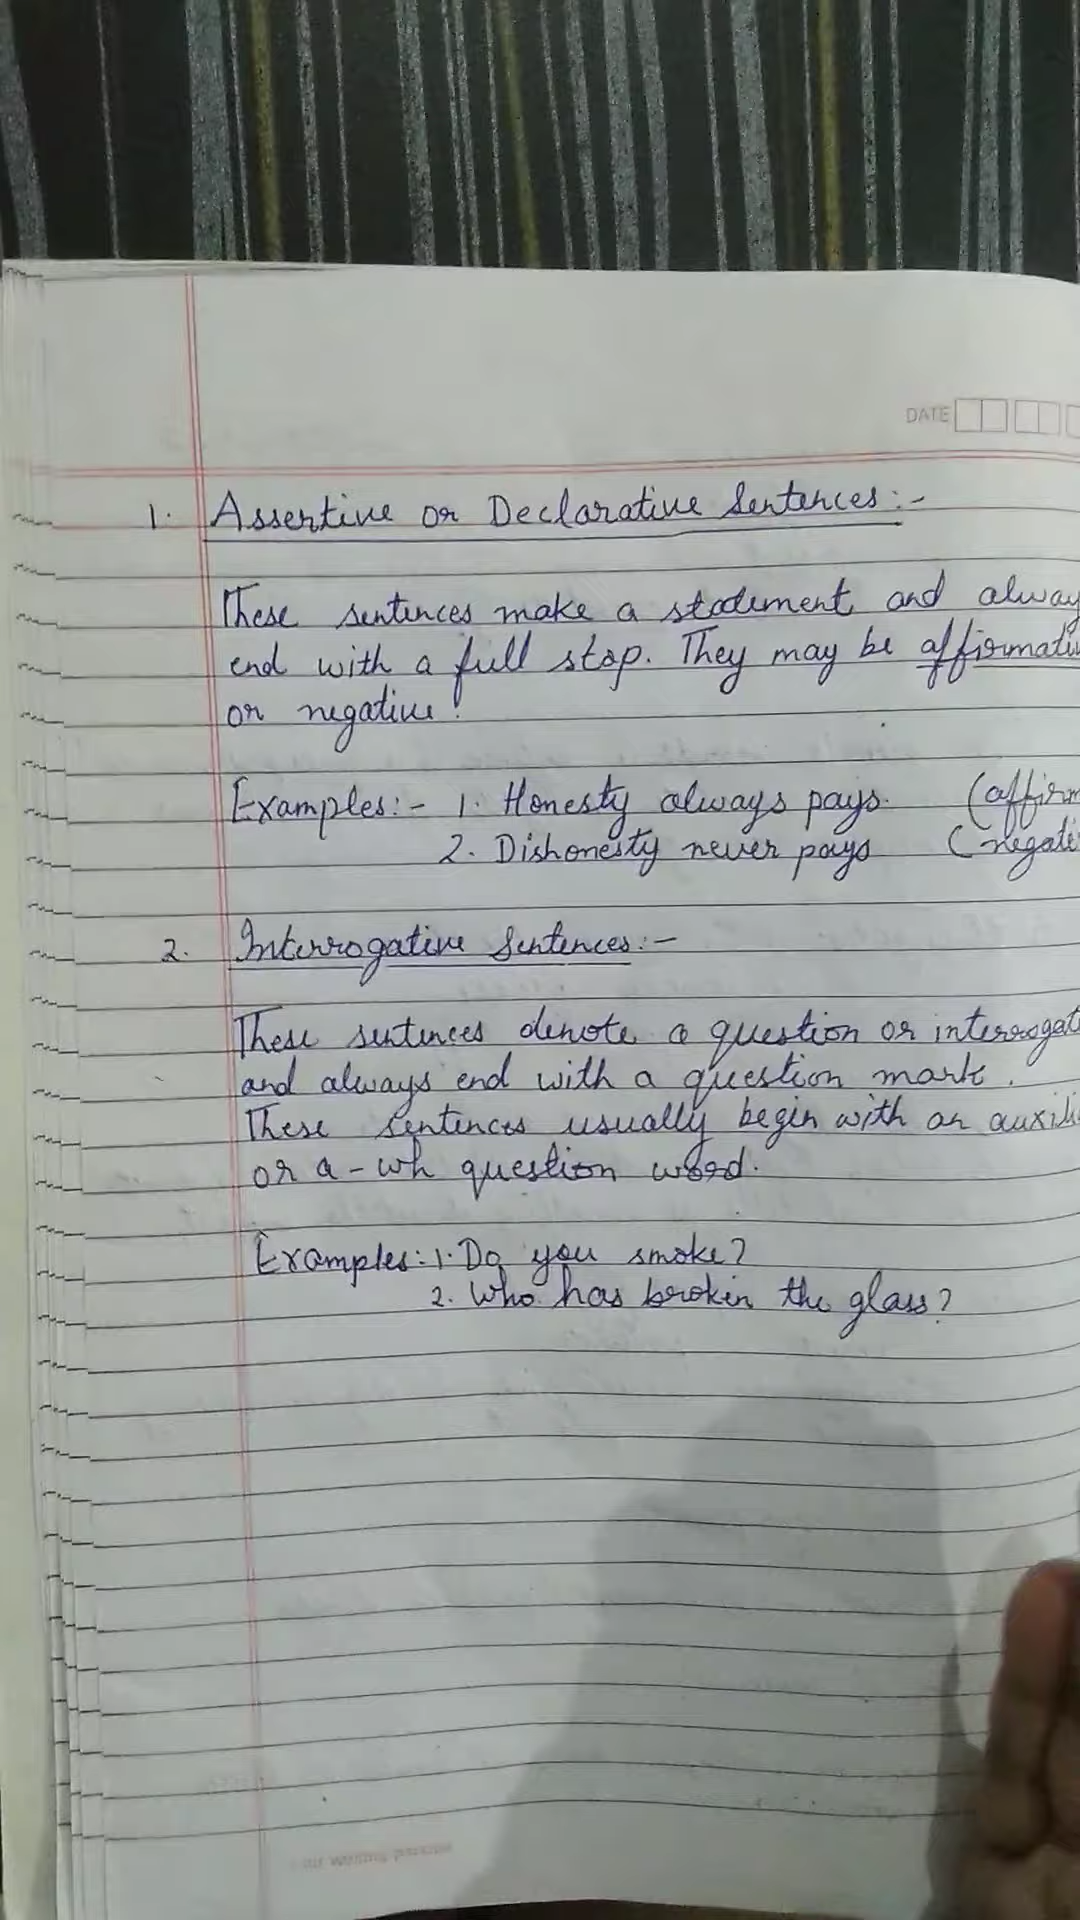 DATE
1. Assertive or Declarative Sentences:-
These sentences make a statement and alway
end with a full stop. They may be affirmati
or negative.
Examples:- 1. Honesty always pays. (affirm
2. Dishonesty never pays (negati
2. Interrogative Sentences:-
These sentences denote a question or interrogat
and always end with a question mark.
These sentences usually begin with an auxili
or a-wh question word.
Examples: 1. Do you smoke?
2. Who has broken the glass?